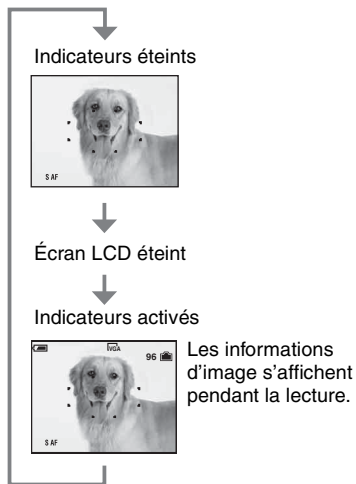 Indicateurs éteints
S AF
Écran LCD éteint
Indicateurs activés
VGA
96
S AF
Les informations
d'image s'affichent
pendant la lecture.